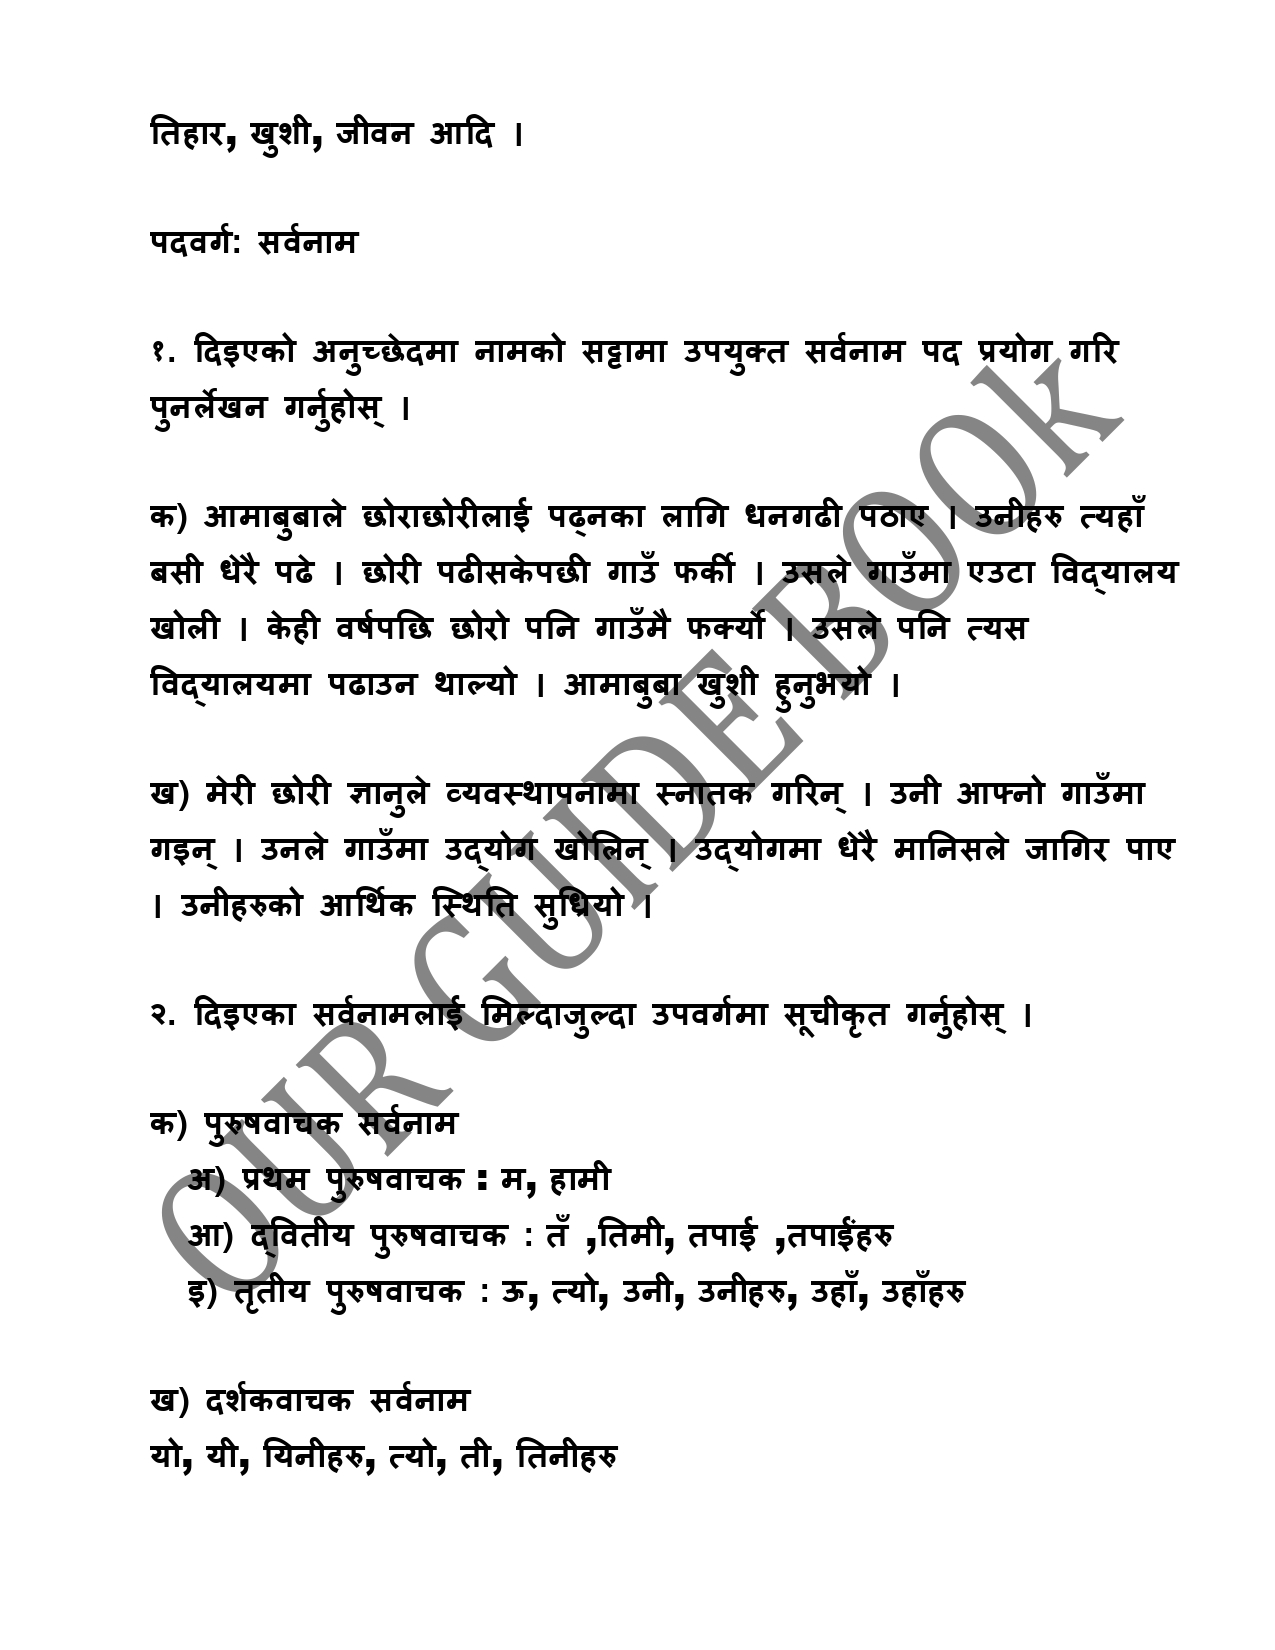 तिहार, खुशी, जीवन आदि ।
पदवर्ग: सर्वनाम
१. दिइएको अनुच्छेदमा नामको सट्टामा उपयुक्त सर्वनाम पद प्रयोग गरि
पुनर्लेखन गर्नुहोस् ।
क) आमाबुबाले छोराछोरीलाई पढ्नका लागि धनगढी पठाए । उनीहरु त्यहाँ
बसी धेरै पढे । छोरी पढीसकेपछी गाउँ फर्की । उसले गाउँमा एउटा विद्यालय
खोली । केही वर्षपछि छोरो पनि गाउँमै फर्क्यो । उसले पनि त्यस
विद्यालयमा पढाउन थाल्यो । आमाबुबा खुशी हुनुभयो ।
ख) मेरी छोरी ज्ञानुले व्यवस्थापनामा स्नातक गरिन् । उनी आफ्नो गाउँमा
गइन् । उनले गाउँमा उद्योग खोलिन् । उद्योगमा धेरै मानिसले जागिर पाए
। उनीहरुको आर्थिक स्थिति सुध्रियो ।
२. दिइएका सर्वनामलाई मिल्दाजुल्दा उपवर्गमा सूचीकृत गर्नुहोस् ।
क) पुरुषवाचक सर्वनाम
अ) प्रथम पुरुषवाचक : म, हामी
आ) द्वितीय पुरुषवाचक : तँ ,तिमी, तपाई ,तपाईंहरु
इ) तृतीय पुरुषवाचक : ऊ, त्यो, उनी, उनीहरु, उहाँ, उहाँहरु
ख) दर्शकवाचक सर्वनाम
यो, यी, यिनीहरु, त्यो, ती, तिनीहरु
OUR GUIDE BOOk